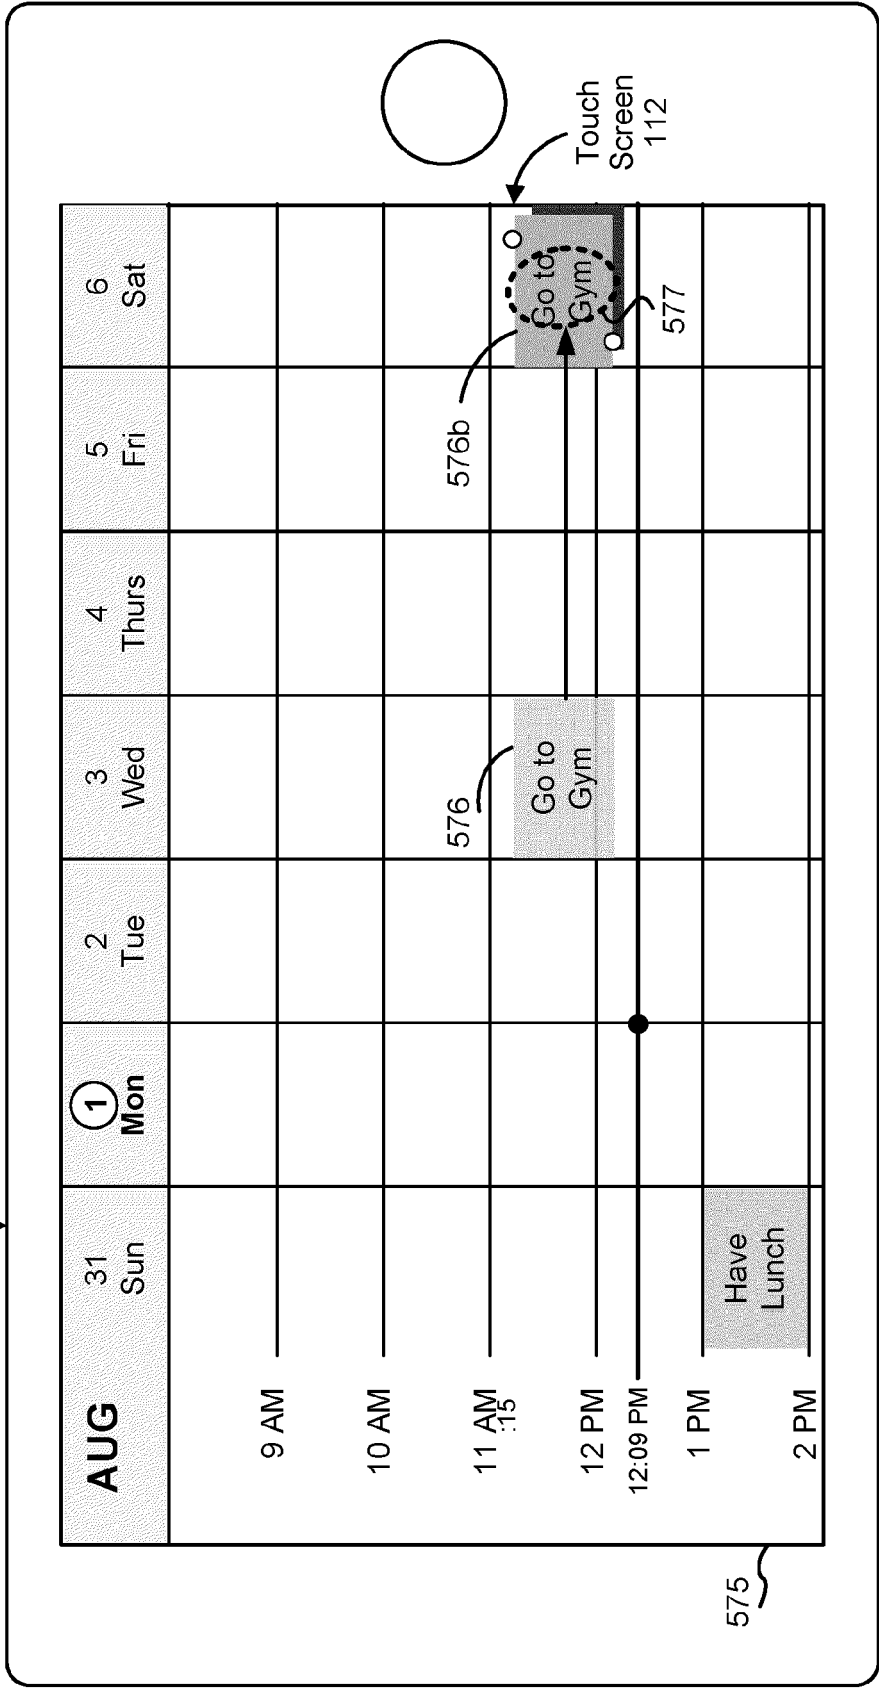 AUG
31
Sun
1
Mon
2
Tue
3
Wed
4
Thurs
5
Fri
6
Sat
9 AM
10 AM
11 AM
:15
12 PM
12:09 PM
1 PM
2 PM
Have
Lunch
576
Go to
Gym
576b
Go to
Gym
577
Touch
Screen
112
575